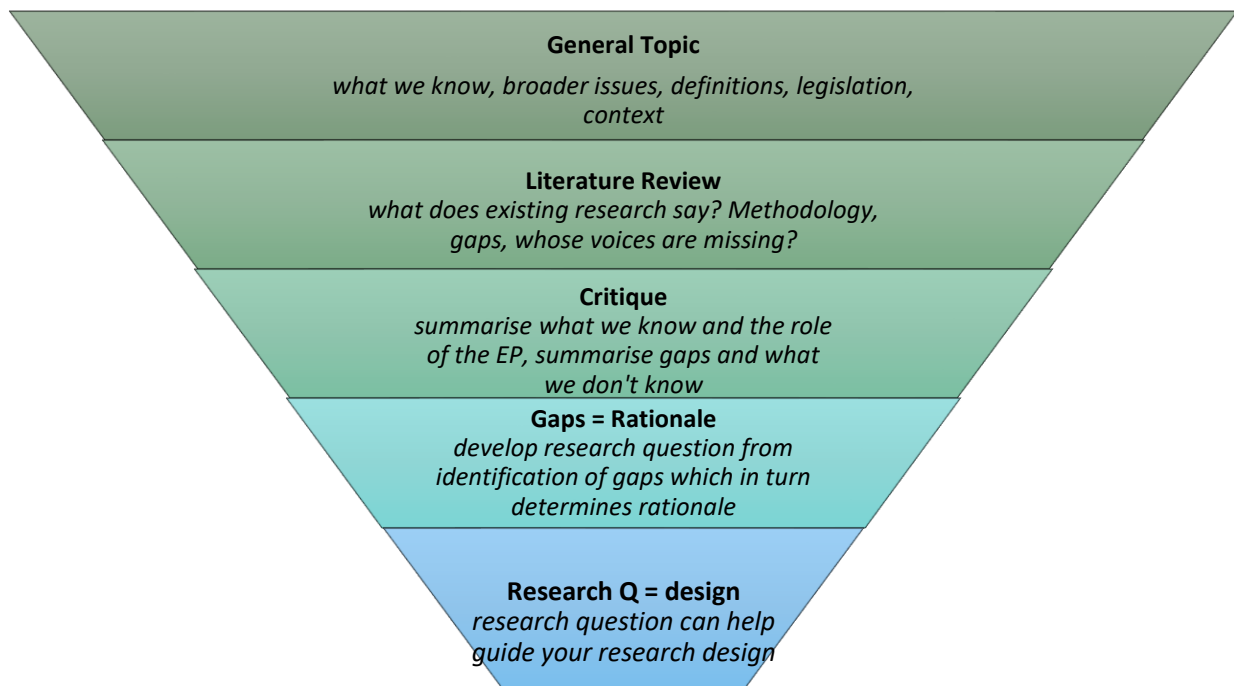 General Topic
what we know, broader issues, definitions, legislation,
context
Literature Review
what does existing research say? Methodology,
gaps, whose voices are missing?
Critique
summarise what we know and the role
of the EP, summarise gaps and what
we don't know
Gaps = Rationale
develop research question from
identification of gaps which in turn
determines rationale
Research Q = design
research question can help
guide your research design